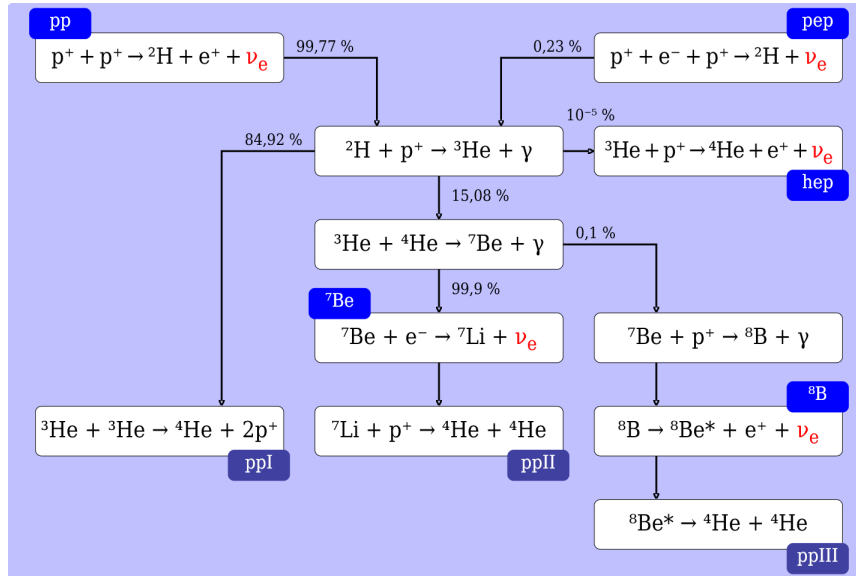 pp
pep
p⁺ + p⁺ → ²H + e⁺ + νₑ
99,77 %
0,23 %
p⁺ + e⁻ + p⁺ → ²H + νₑ
10⁻⁵ %
84,92 %
²H + p⁺ → ³He + γ
³He + p⁺ → ⁴He + e⁺ + νₑ
hep
15,08 %
³He + ⁴He → ⁷Be + γ
0,1 %
99,9 %
⁷Be
⁷Be + e⁻ → ⁷Li + νₑ
⁷Be + p⁺ → ⁸B + γ
⁸B
³He + ³He → ⁴He + 2p⁺
⁷Li + p⁺ → ⁴He + ⁴He
⁸B → ⁸Be* + e⁺ + νₑ
ppI
ppII
⁸Be* → ⁴He + ⁴He
ppIII